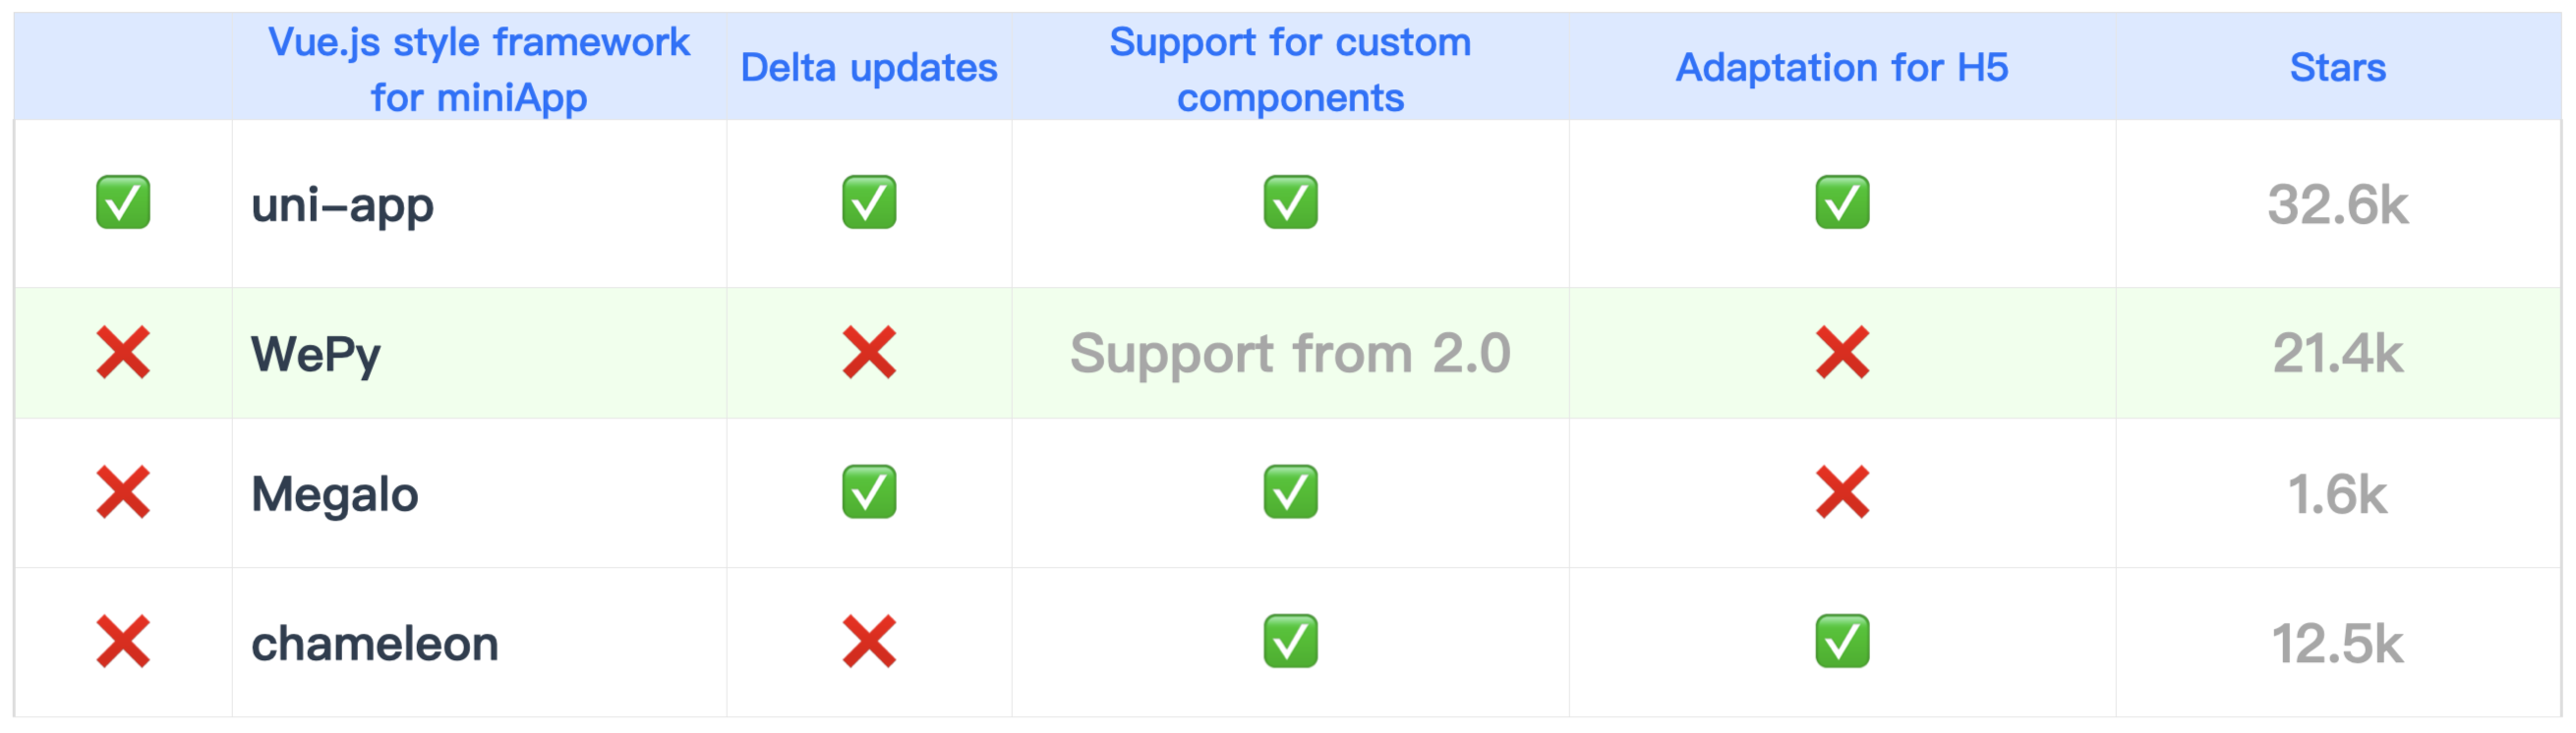 Vue.js style framework
for miniApp
Delta updates
Support for custom
components
Adaptation for H5
Stars
✅ uni-app ✅ ✅ ✅ 32.6k
❌ WePy ❌ Support from 2.0 ❌ 21.4k
❌ Megalo ✅ ✅ ❌ 1.6k
❌ chameleon ❌ ✅ ✅ 12.5k